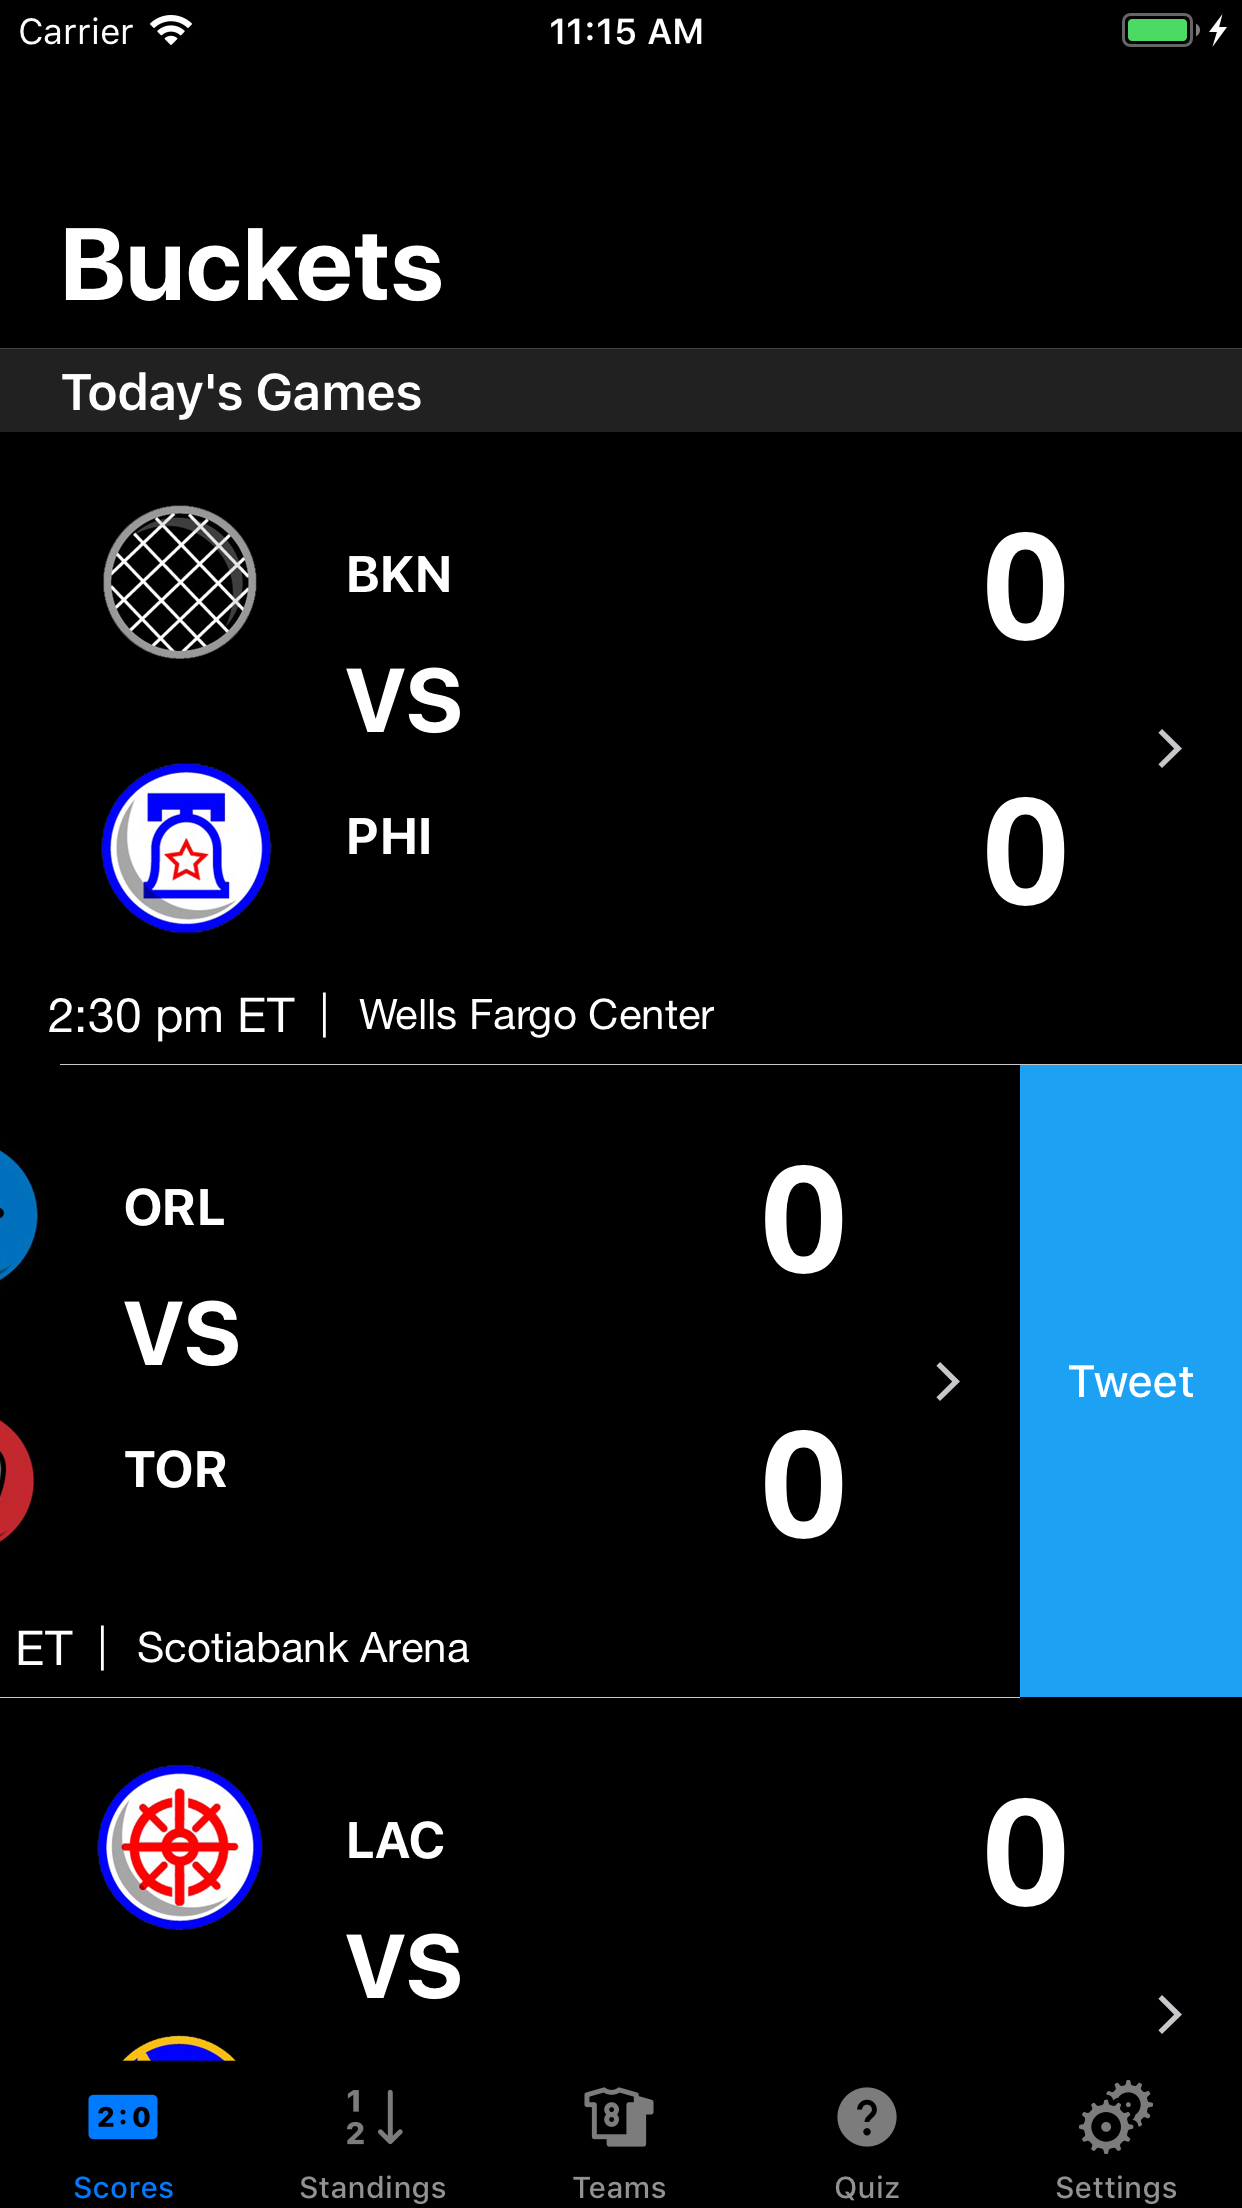 Carrier 11:15 AM
Buckets
Today's Games
BKN 0
VS
PHI 0
2:30 pm ET | Wells Fargo Center
ORL 0
VS
Tweet
TOR 0
ET | Scotiabank Arena
LAC 0
VS
2:0 1 2 8 ?
Scores Standings Teams Quiz Settings